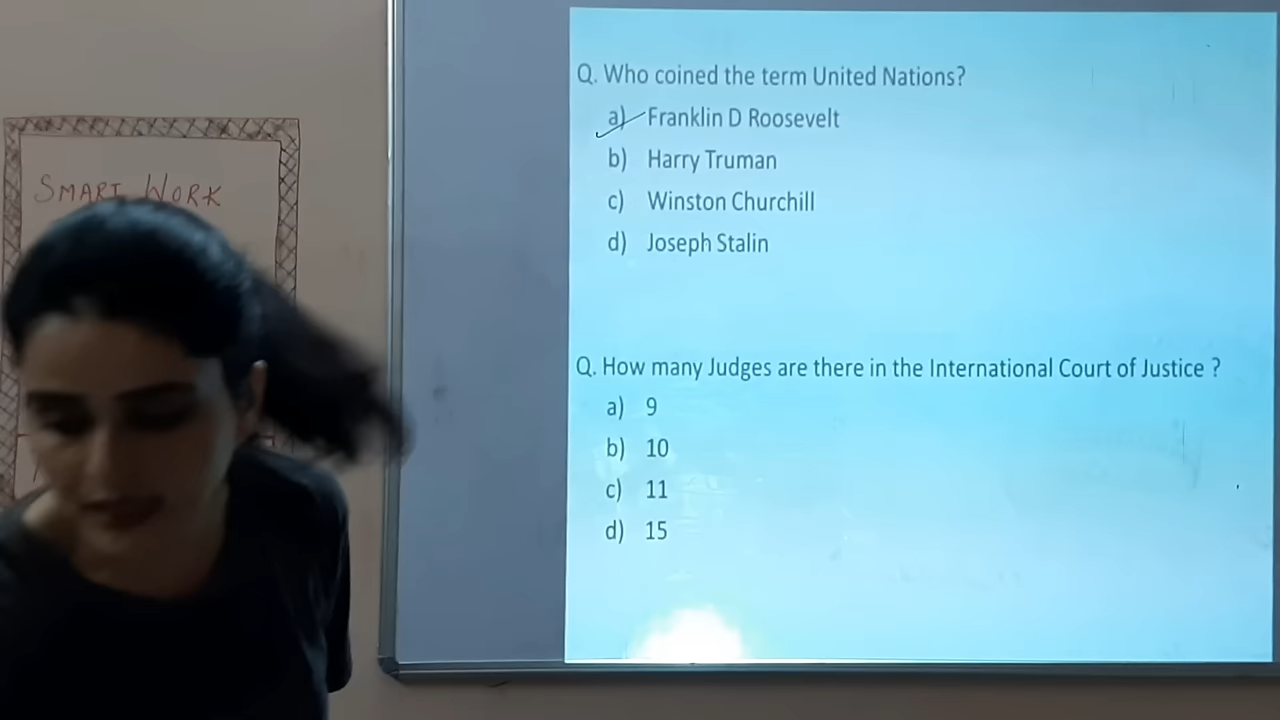 SMART WORK
Q. Who coined the term United Nations?
a) Franklin D Roosevelt
b) Harry Truman
c) Winston Churchill
d) Joseph Stalin
Q. How many Judges are there in the International Court of Justice ?
a) 9
b) 10
c) 11
d) 15